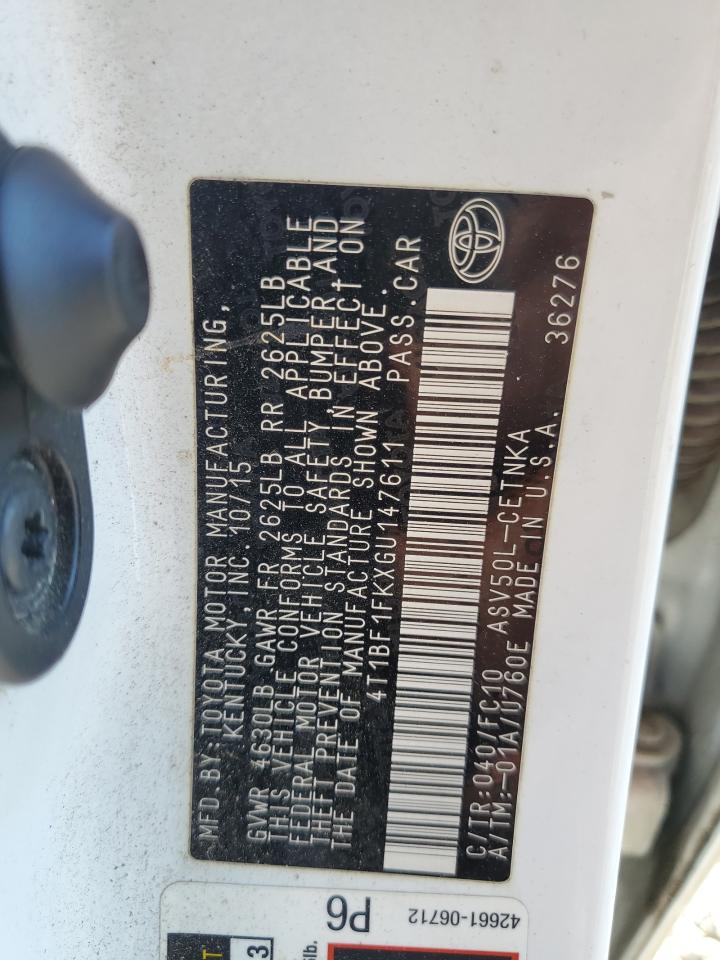 MFD.BY:TOYOTA MOTOR MANUFACTURING,
KENTUCKY,INC. 10/15
GVWR 4630LB GAWR FR 2625LB RR 2625LB
THIS VEHICLE CONFORMS TO ALL APPLICABLE
FEDERAL MOTOR VEHICLE SAFETY,BUMPER,AND
THEFT PREVENTION STANDARDS IN EFFECT ON
THE DATE OF MANUFACTURE SHOWN ABOVE.
4T1BF1FKXGU147611 PASS.CAR
C/TR:040/FC10 ASV50L-CETNKA
A/TM:-01A/U760E MADE IN U.S.A. 36276
P6
42661-06712
3
lb.